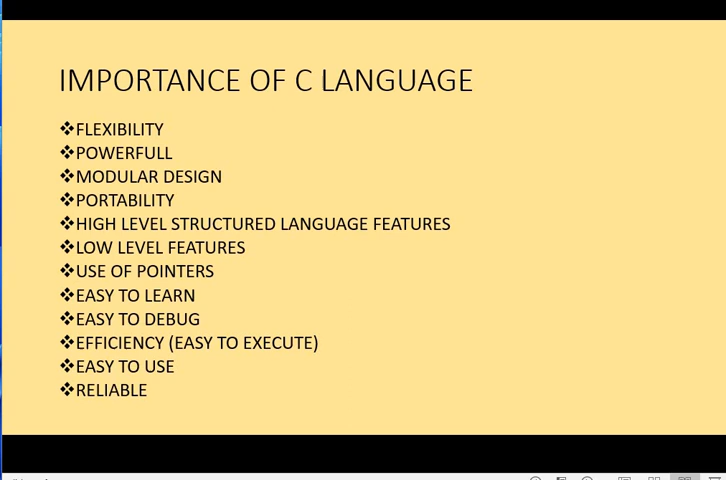 IMPORTANCE OF C LANGUAGE
❖FLEXIBILITY
❖POWERFULL
❖MODULAR DESIGN
❖PORTABILITY
❖HIGH LEVEL STRUCTURED LANGUAGE FEATURES
❖LOW LEVEL FEATURES
❖USE OF POINTERS
❖EASY TO LEARN
❖EASY TO DEBUG
❖EFFICIENCY (EASY TO EXECUTE)
❖EASY TO USE
❖RELIABLE